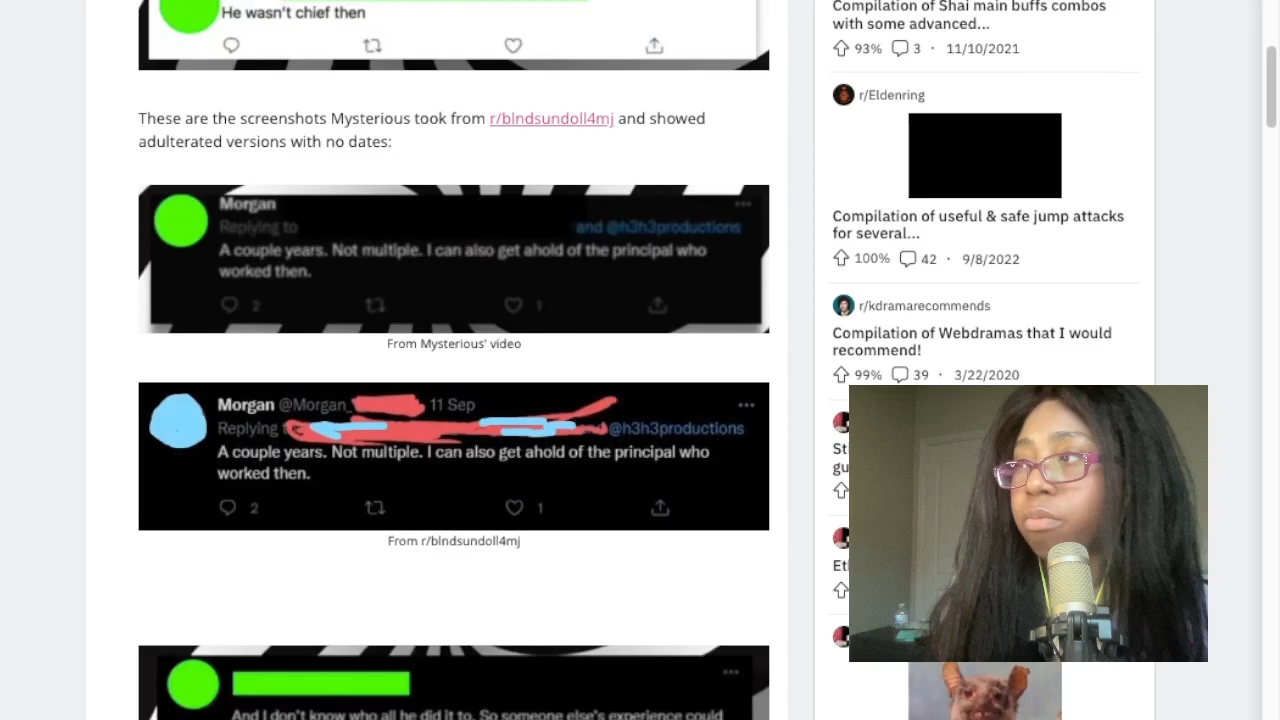 He wasn't chief then
These are the screenshots Mysterious took from r/blndsundoll4mj and showed
adulterated versions with no dates:
Morgan
Replying to and @h3h3productions
A couple years. Not multiple. I can also get ahold of the principal who
worked then.
2 1
From Mysterious' video
Morgan @Morgan_ 11 Sep
Replying @h3h3productions
A couple years. Not multiple. I can also get ahold of the principal who
worked then.
2 1
From r/blndsundoll4mj
And I don't know who all he did it to. So someone else's experience could
Compilation of Shai main buffs combos
with some advanced...
93% 3 · 11/10/2021
r/Eldenring
Compilation of useful & safe jump attacks
for several...
100% 42 · 9/8/2022
r/kdramarecommends
Compilation of Webdramas that I would
recommend!
99% 39 · 3/22/2020